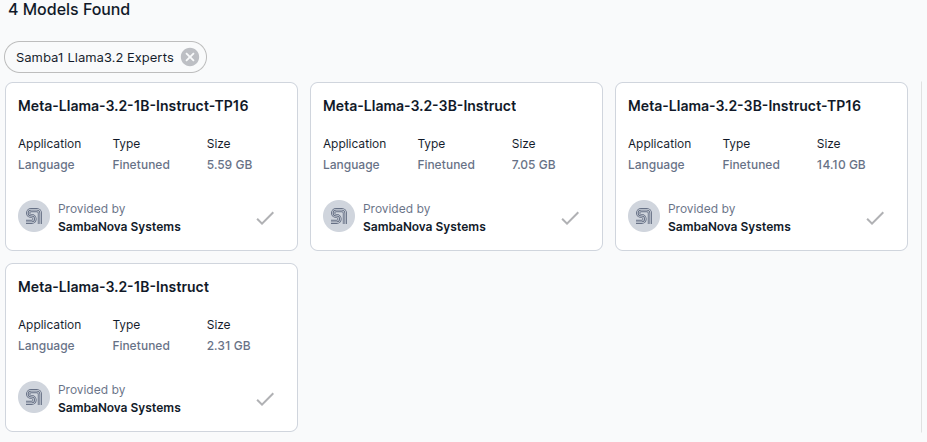 4 Models Found
Samba1 Llama3.2 Experts
Meta-Llama-3.2-1B-Instruct-TP16
Application Type Size
Language Finetuned 5.59 GB
Provided by
SambaNova Systems
Meta-Llama-3.2-3B-Instruct
Application Type Size
Language Finetuned 7.05 GB
Provided by
SambaNova Systems
Meta-Llama-3.2-3B-Instruct-TP16
Application Type Size
Language Finetuned 14.10 GB
Provided by
SambaNova Systems
Meta-Llama-3.2-1B-Instruct
Application Type Size
Language Finetuned 2.31 GB
Provided by
SambaNova Systems